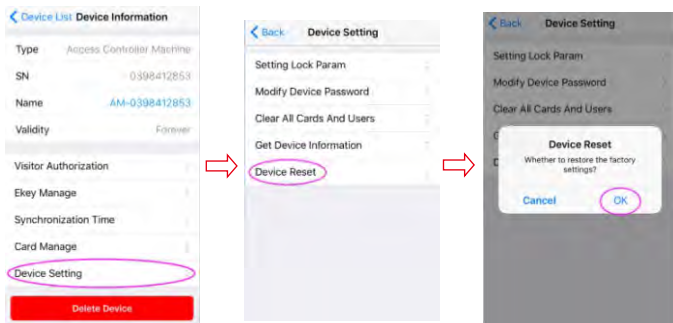 Device List Device Information
Type Access Controller Machine
SN 0398412853
Name AM-0398412853
Validity Forever
Visitor Authorization
Ekey Manage
Synchronization Time
Card Manage
Device Setting
Delete Device
Back Device Setting
Setting Lock Param
Modify Device Password
Clear All Cards And Users
Get Device Information
Device Reset
Back Device Setting
Setting Lock Param
Modify Device Password
Clear All Cards And Users
Device Reset
Whether to restore the factory
settings?
Cancel OK